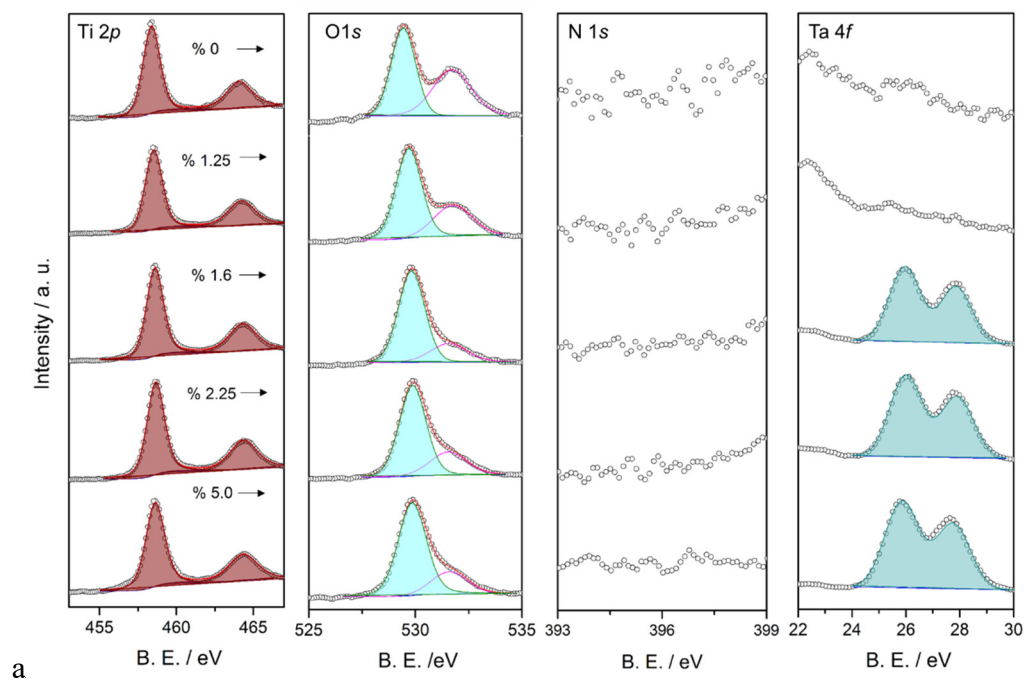 Ti 2p
O1s
N 1s
Ta 4f
% 0
% 1.25
% 1.6
% 2.25
% 5.0
Intensity / a. u.
455 460 465
525 530 535
393 396 399
22 24 26 28 30
B. E. / eV
B. E. /eV
B. E. / eV
B. E. / eV
a